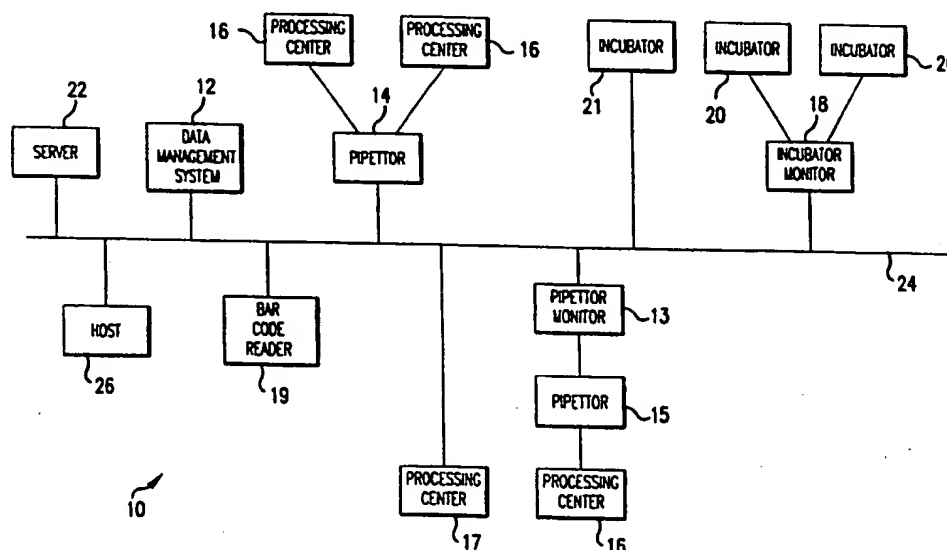 16
PROCESSING
CENTER
PROCESSING
CENTER
16
INCUBATOR
21
INCUBATOR
20
INCUBATOR
22
SERVER
12
DATA
MANAGEMENT
SYSTEM
14
PIPETTOR
18
INCUBATOR
MONITOR
24
HOST
26
BAR
CODE
READER
19
PIPETTOR
MONITOR
13
PIPETTOR
15
PROCESSING
CENTER
17
PROCESSING
CENTER
16
10